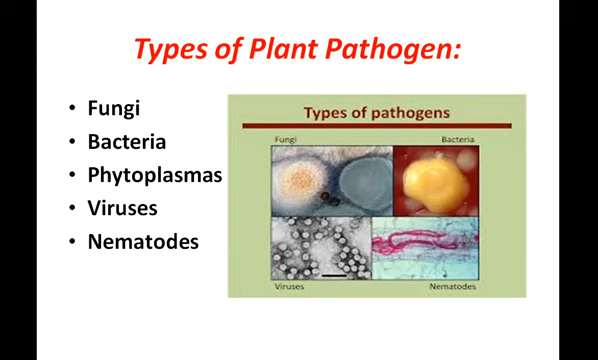 Types of Plant Pathogen:
• Fungi
• Bacteria
• Phytoplasmas
• Viruses
• Nematodes
Types of pathogens
Fungi
Bacteria
Viruses
Nematodes